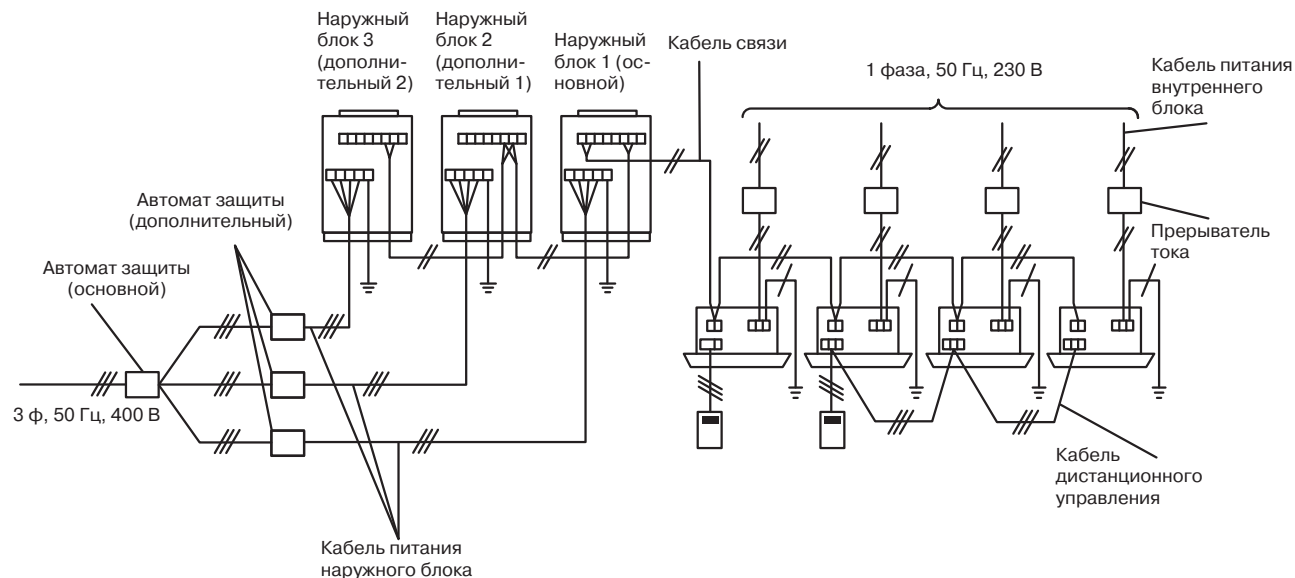 Наружный
блок 3
(дополни-
тельный 2)
Наружный
блок 2
(дополни-
тельный 1)
Наружный
блок 1 (ос-
новной)
Кабель связи
1 фаза, 50 Гц, 230 В
Кабель питания
внутреннего
блока
Автомат защиты
(дополнительный)
Прерыватель
тока
Автомат защиты
(основной)
3 ф, 50 Гц, 400 В
Кабель
дистанционного
управления
Кабель питания
наружного блока